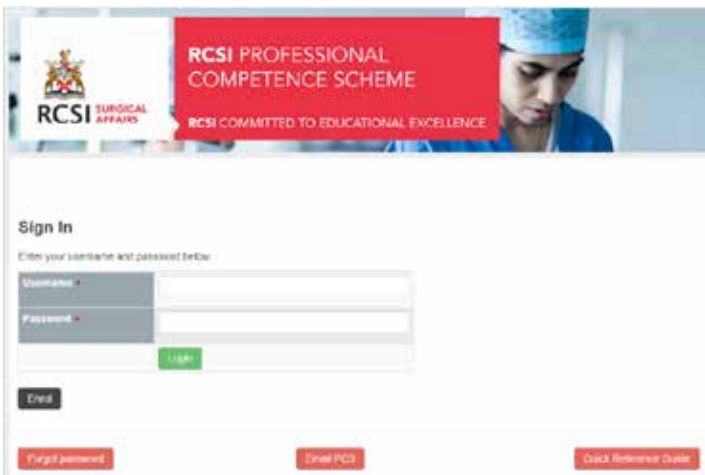 RCSI PROFESSIONAL
COMPETENCE SCHEME
RCSI SURGICAL
AFFAIRS
RCSI COMMITTED TO EDUCATIONAL EXCELLENCE
Sign In
Enter your username and password below
Username *
Password *
Login
Enrol
Forgot password
Email PCS
Quick Reference Guide